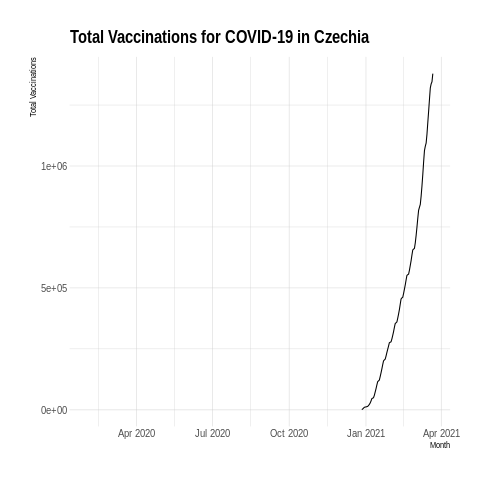 Total Vaccinations for COVID-19 in Czechia
Total Vaccinations
1e+06
5e+05
0e+00
Apr 2020 Jul 2020 Oct 2020 Jan 2021 Apr 2021
Month